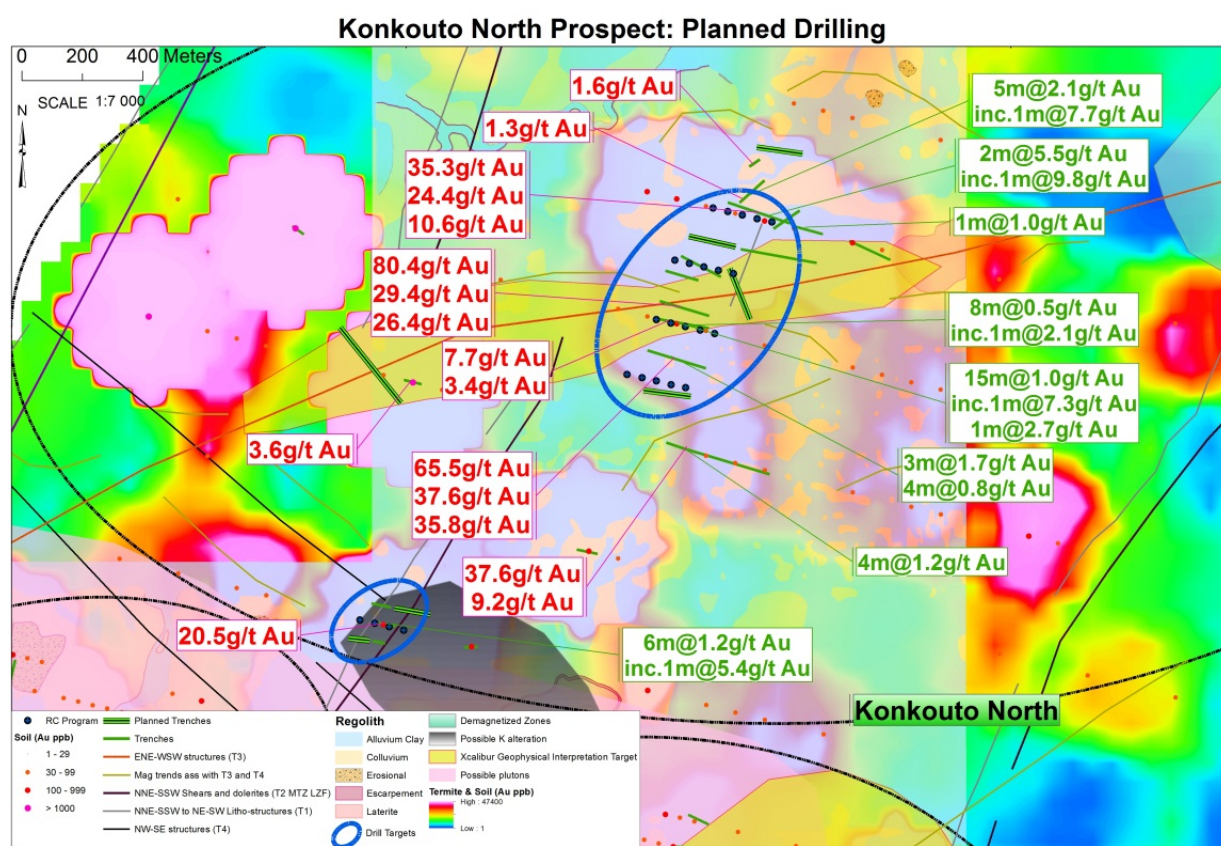 Konkouto North Prospect: Planned Drilling
0 200 400 Meters
SCALE 1:7 000
N
1.6g/t Au
1.3g/t Au
35.3g/t Au
24.4g/t Au
10.6g/t Au
80.4g/t Au
29.4g/t Au
26.4g/t Au
7.7g/t Au
3.4g/t Au
3.6g/t Au
65.5g/t Au
37.6g/t Au
35.8g/t Au
37.6g/t Au
9.2g/t Au
20.5g/t Au
5m@2.1g/t Au
inc.1m@7.7g/t Au
2m@5.5g/t Au
inc.1m@9.8g/t Au
1m@1.0g/t Au
8m@0.5g/t Au
inc.1m@2.1g/t Au
15m@1.0g/t Au
inc.1m@7.3g/t Au
1m@2.7g/t Au
3m@1.7g/t Au
4m@0.8g/t Au
4m@1.2g/t Au
6m@1.2g/t Au
inc.1m@5.4g/t Au
Konkouto North
RC Program
Soil (Au ppb)
1 - 29
30 - 99
100 - 999
> 1000
Planned Trenches
Trenches
ENE-WSW structures (T3)
Mag trends ass with T3 and T4
NNE-SSW Shears and dolerites (T2 MTZ LZF)
NNE-SSW to NE-SW Litho-structures (T1)
NW-SE structures (T4)
Regolith
Alluvium Clay
Colluvium
Erosional
Escarpment
Laterite
Drill Targets
Demagnetized Zones
Possible K alteration
Xcalibur Geophysical Interpretation Target
Possible plutons
Termite & Soil (Au ppb)
High : 47400
Low : 1